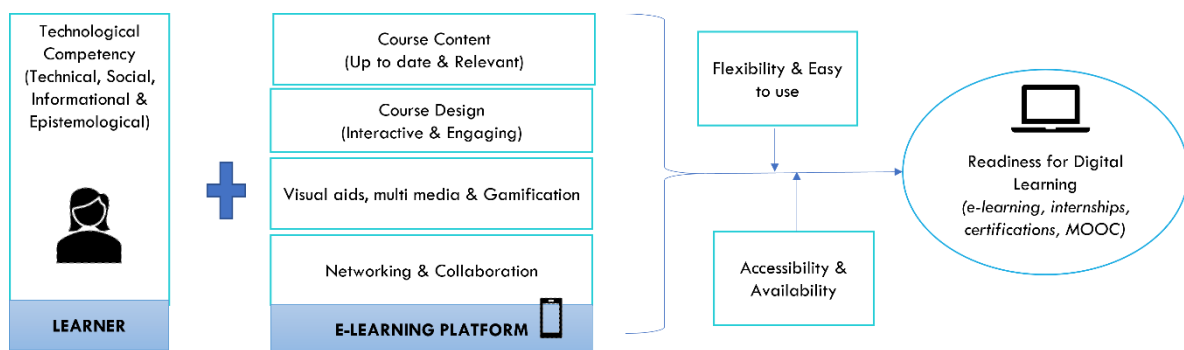 Technological
Competency
(Technical, Social,
Informational &
Epistemological)
LEARNER
Course Content
(Up to date & Relevant)
Course Design
(Interactive & Engaging)
Visual aids, multi media & Gamification
Networking & Collaboration
E-LEARNING PLATFORM
Flexibility & Easy
to use
Accessibility &
Availability
Readiness for Digital
Learning
(e-learning, internships,
certifications, MOOC)